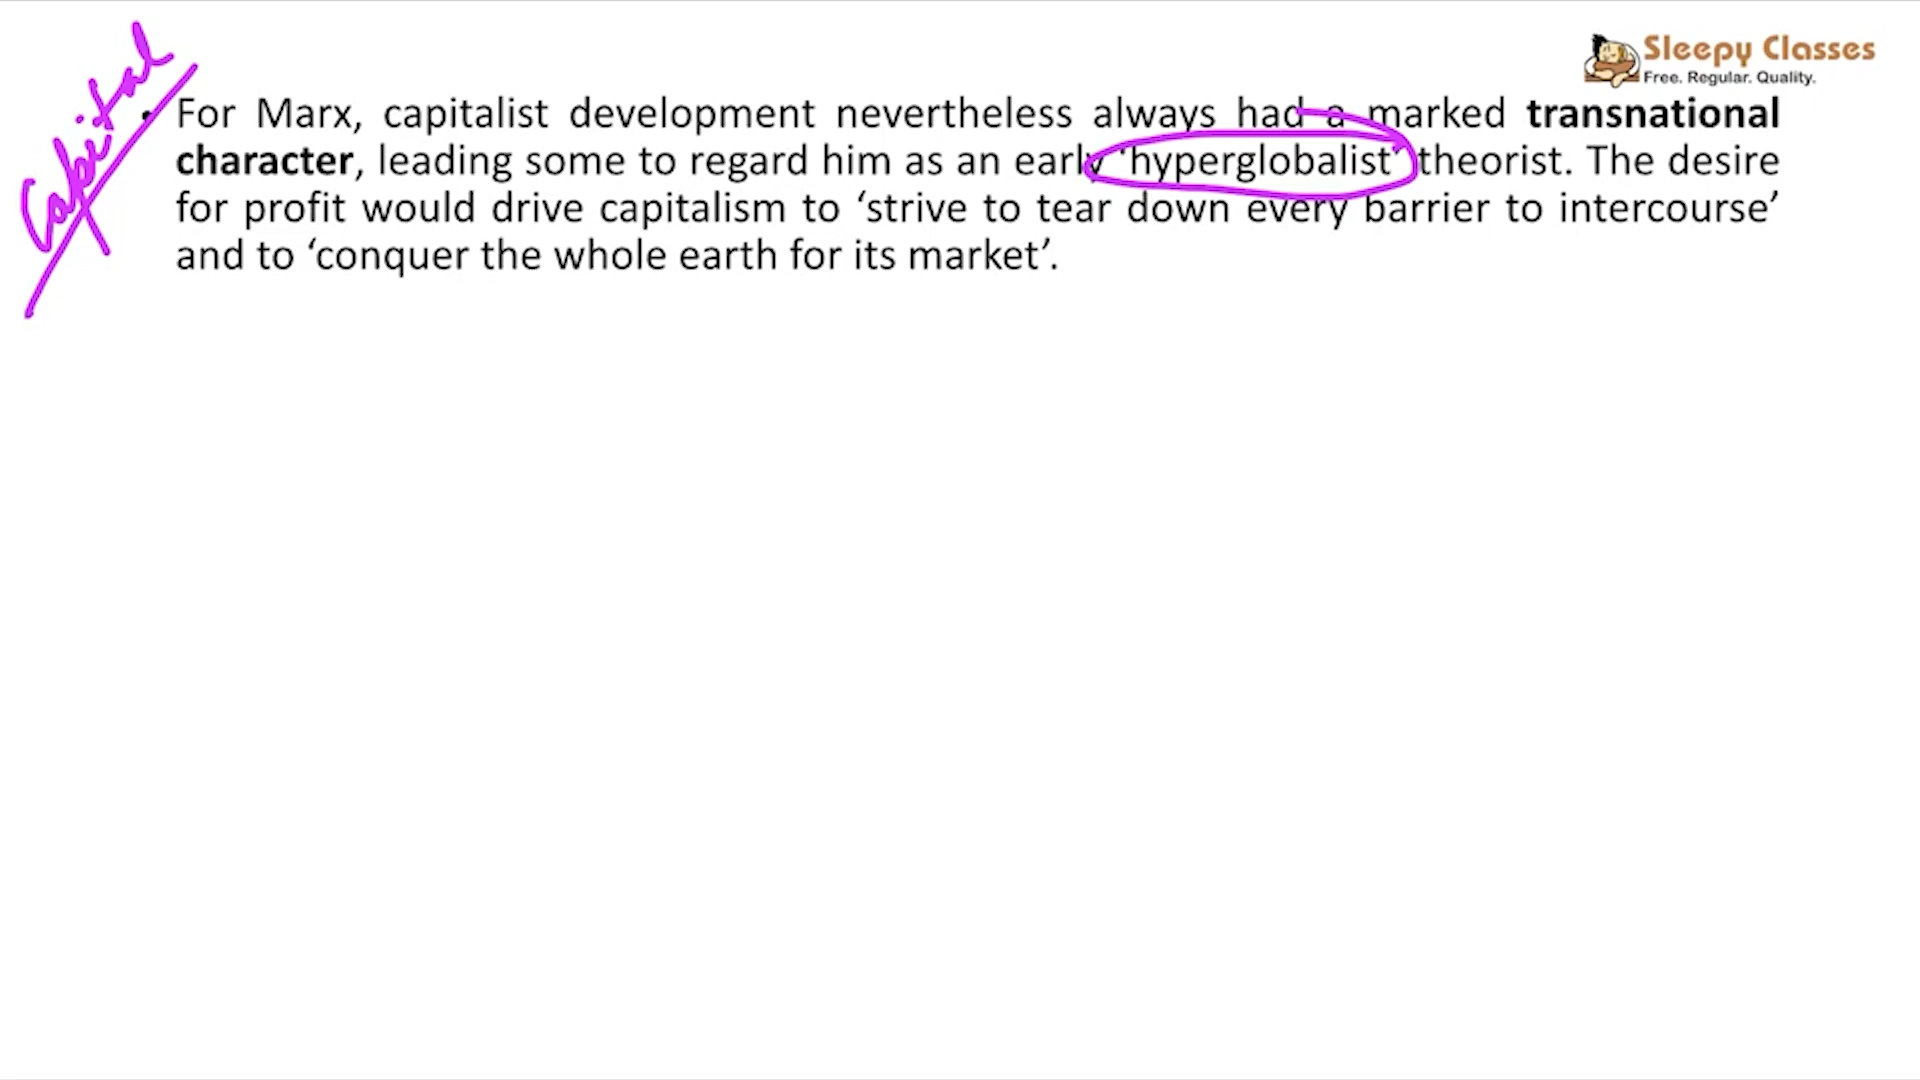 Capital
Sleepy Classes
Free. Regular. Quality.
• For Marx, capitalist development nevertheless always had a marked transnational
character, leading some to regard him as an early ‘hyperglobalist’ theorist. The desire
for profit would drive capitalism to ‘strive to tear down every barrier to intercourse’
and to ‘conquer the whole earth for its market’.